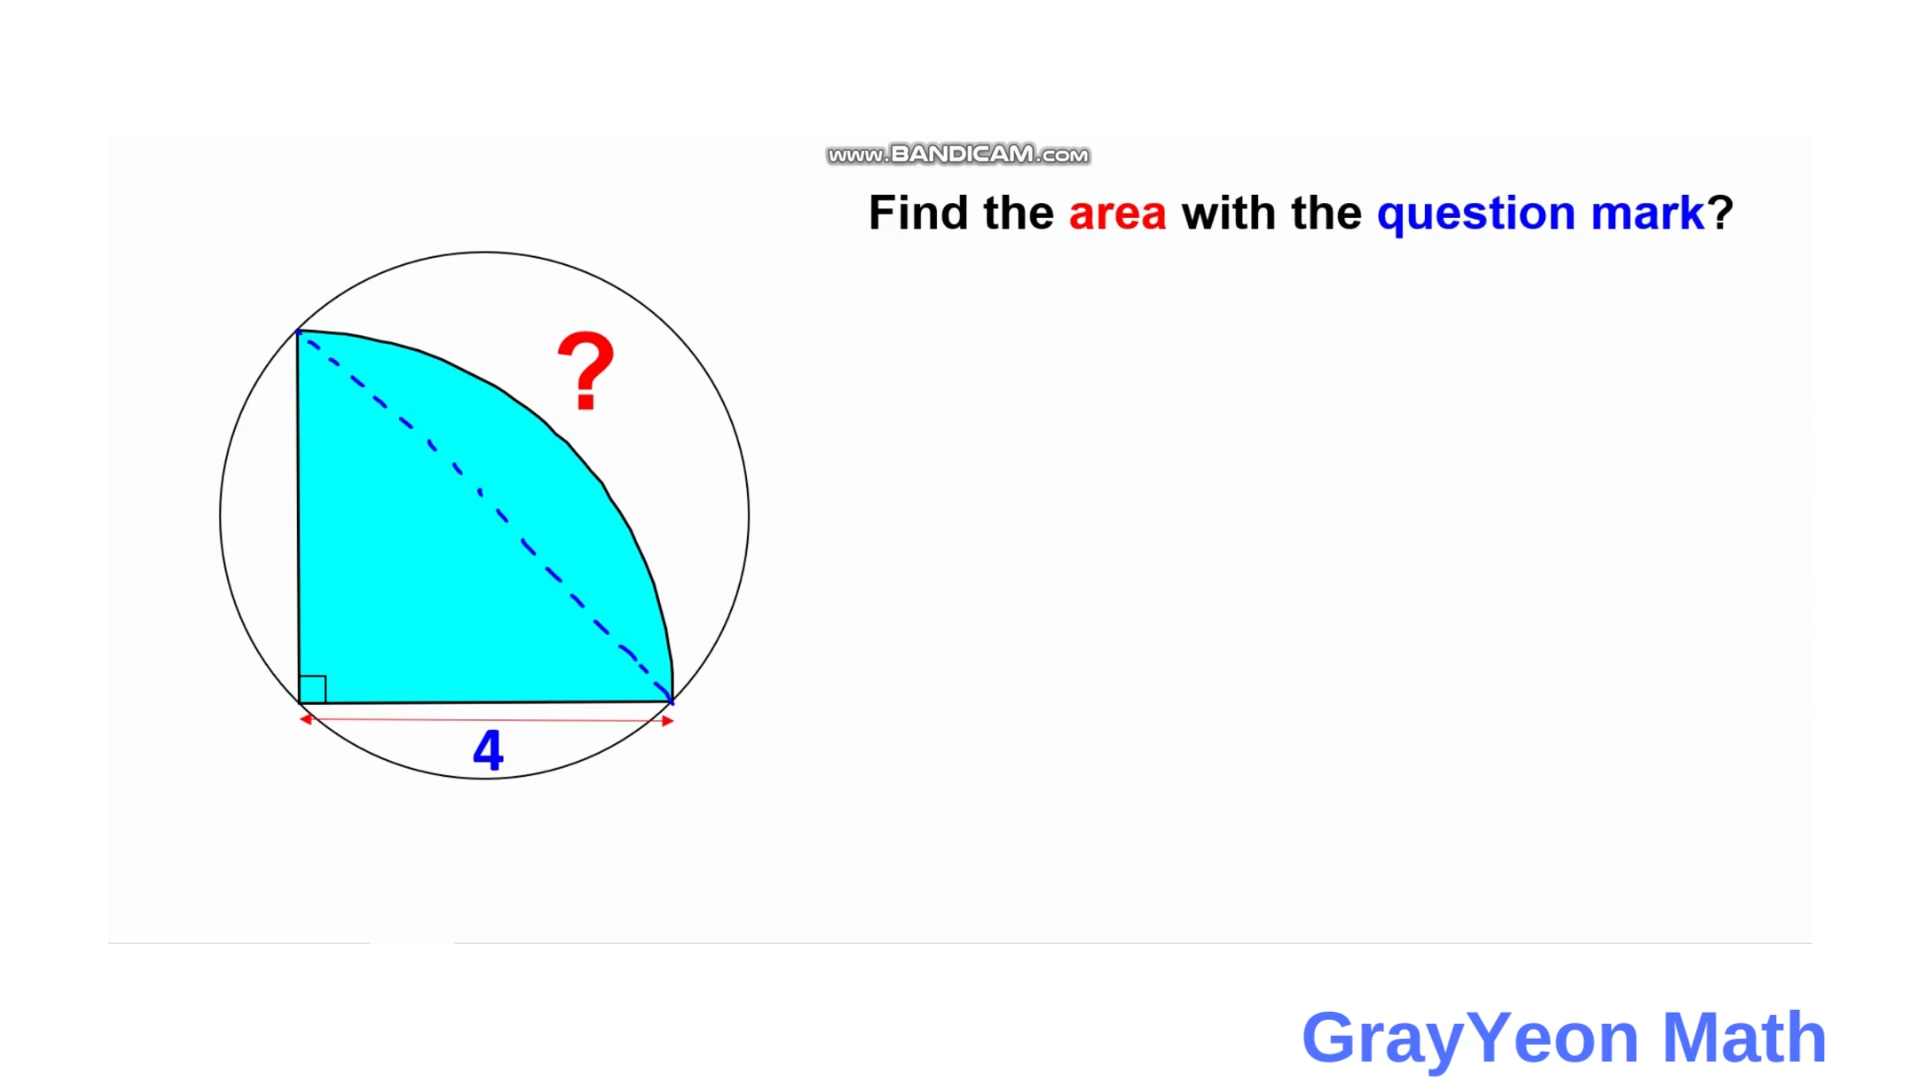 www.BANDICAM.com
Find the area with the question mark?
?
4
GrayYeon Math